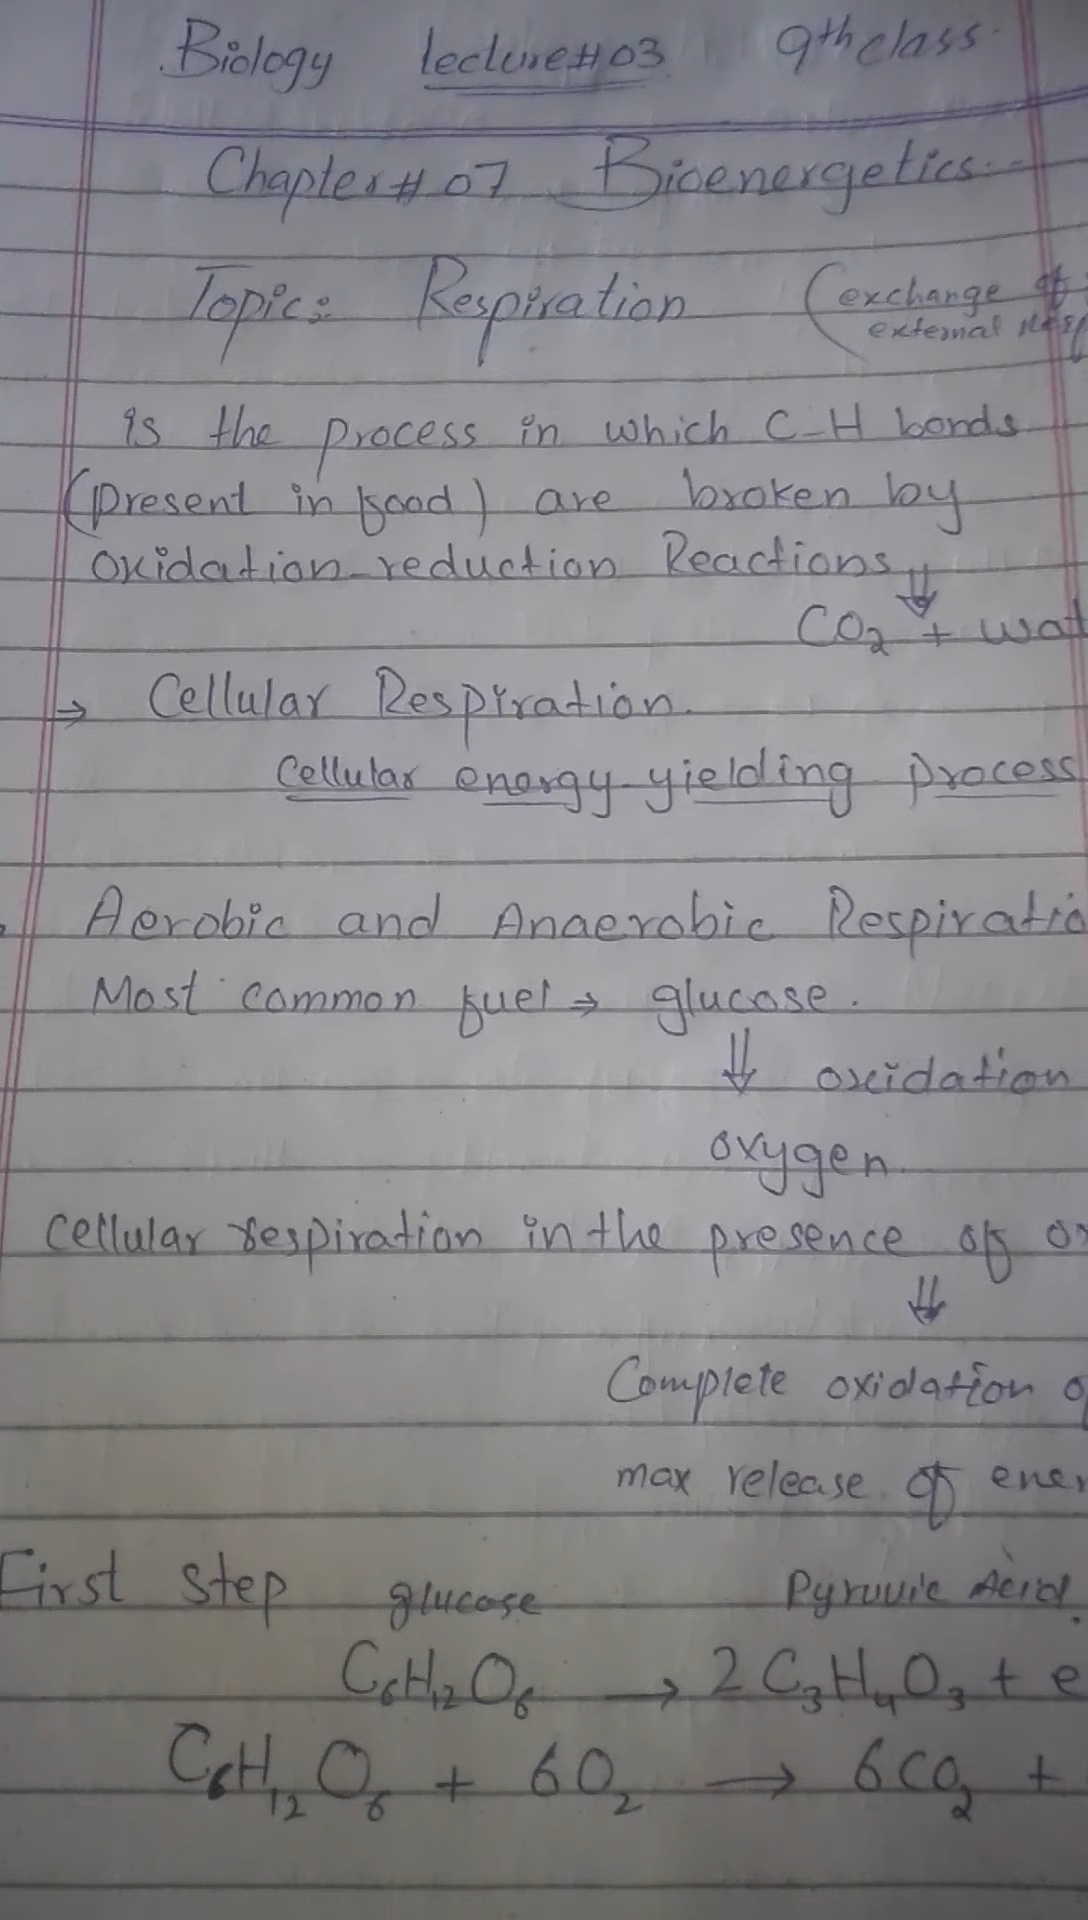 Biology lecture#03 9th class
Chapter# 07 Bioenergetics
Topic: Respiration (exchange of
external resp
is the process in which C-H bonds
(present in food) are broken by
oxidation-reduction Reactions
⇓
CO₂ + wat
→ Cellular Respiration.
Cellular energy-yielding process
Aerobic and Anaerobic Respiratio
Most common fuel → glucose.
⇓ oxidation
oxygen
Cellular respiration in the presence of ox
⇓
Complete oxidation o
max release of ener
First step glucose Pyruvic Acid.
C₆H₁₂O₆ → 2C₃H₄O₃ + e
C₆H₁₂O₆ + 6O₂ → 6CO₂ +